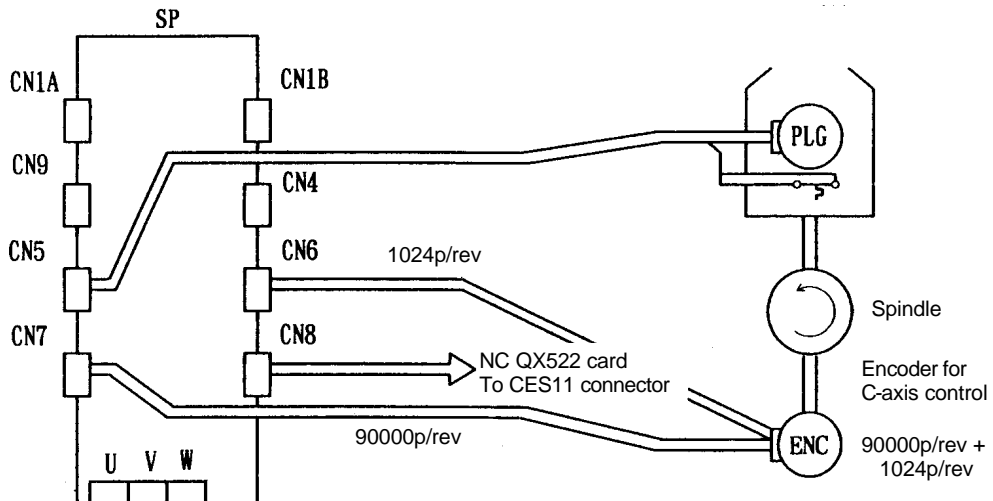 SP
CN1A
CN1B
PLG
CN9
CN4
CN5
CN6
1024p/rev
CN7
CN8
Spindle
NC QX522 card
To CES11 connector
Encoder for
C-axis control
90000p/rev
ENC
90000p/rev +
1024p/rev
U V W